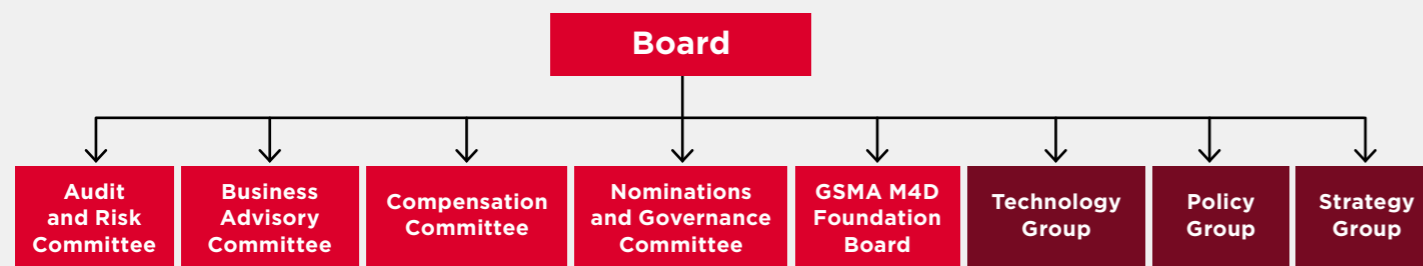 Board
Audit
and Risk
Committee
Business
Advisory
Committee
Compensation
Committee
Nominations
and Governance
Committee
GSMA M4D
Foundation
Board
Technology
Group
Policy
Group
Strategy
Group